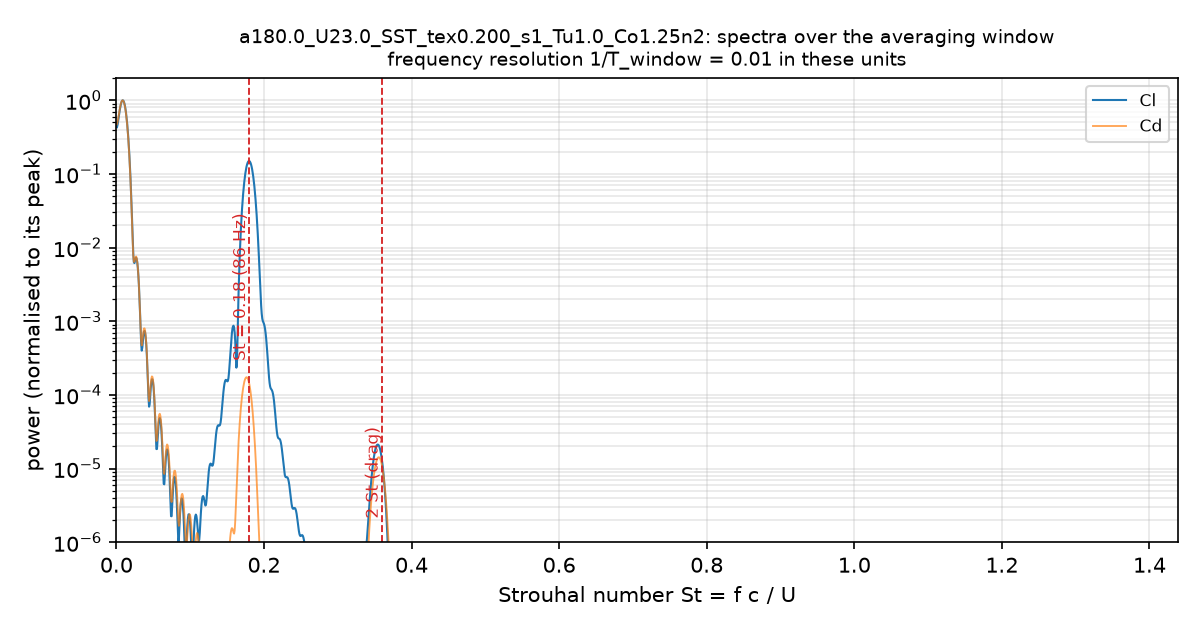 a180.0_U23.0_SST_tex0.200_s1_Tu1.0_Co1.25n2: spectra over the averaging window
frequency resolution 1/T_window = 0.01 in these units
power (normalised to its peak)
10⁰
10⁻¹
10⁻²
10⁻³
10⁻⁴
10⁻⁵
10⁻⁶
Cl
Cd
St = 0.18 (86 Hz)
2 St (drag)
0.0 0.2 0.4 0.6 0.8 1.0 1.2 1.4
Strouhal number St = f c / U